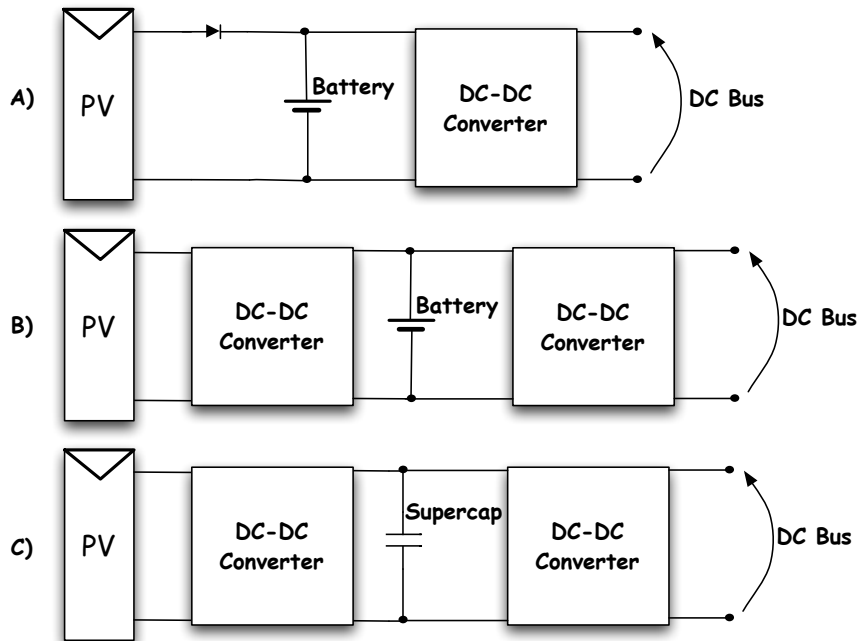 A)
PV
Battery
DC-DC
Converter
DC Bus
B)
PV
DC-DC
Converter
Battery
DC-DC
Converter
DC Bus
C)
PV
DC-DC
Converter
Supercap
DC-DC
Converter
DC Bus